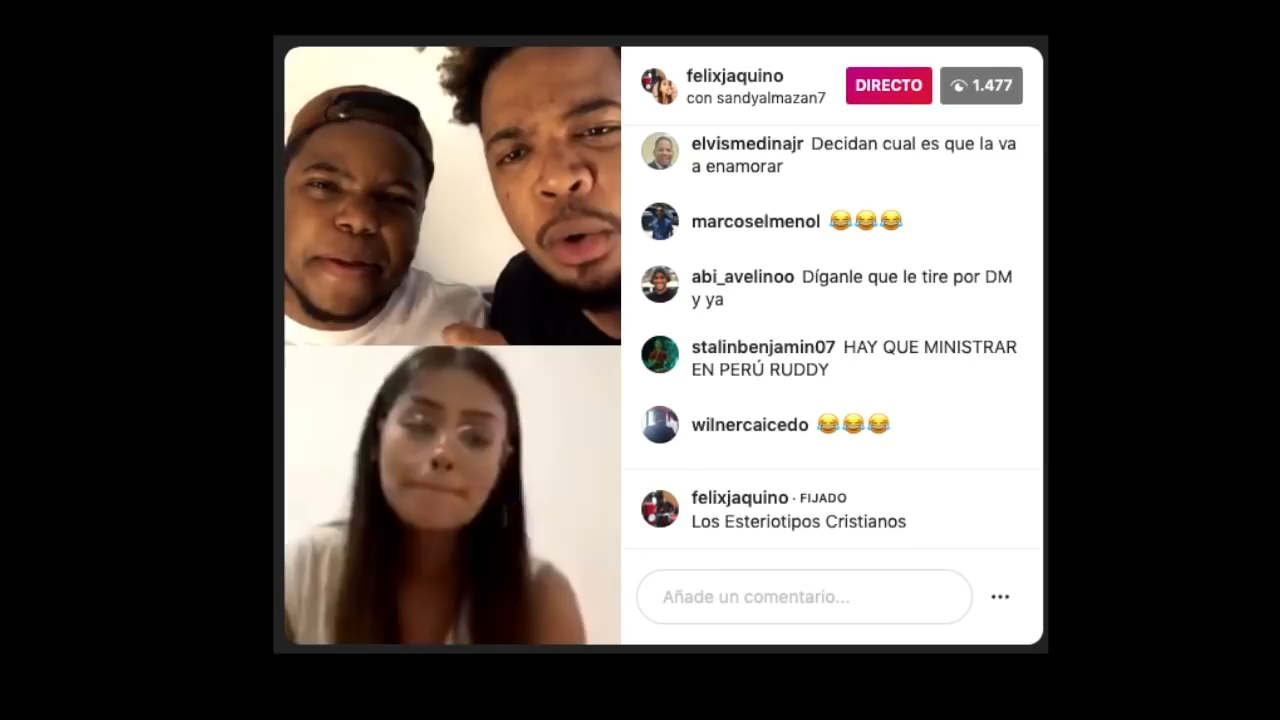 felixjaquino
con sandyalmazan7
DIRECTO
1.477
elvismedinajr Decidan cual es que la va
a enamorar
marcoselmenol 😂😂😂
abi_avelinoo Díganle que le tire por DM
y ya
stalinbenjamin07 HAY QUE MINISTRAR
EN PERÚ RUDDY
wilnercaicedo 😂😂😂
felixjaquino · FIJADO
Los Esteriotipos Cristianos
Añade un comentario...